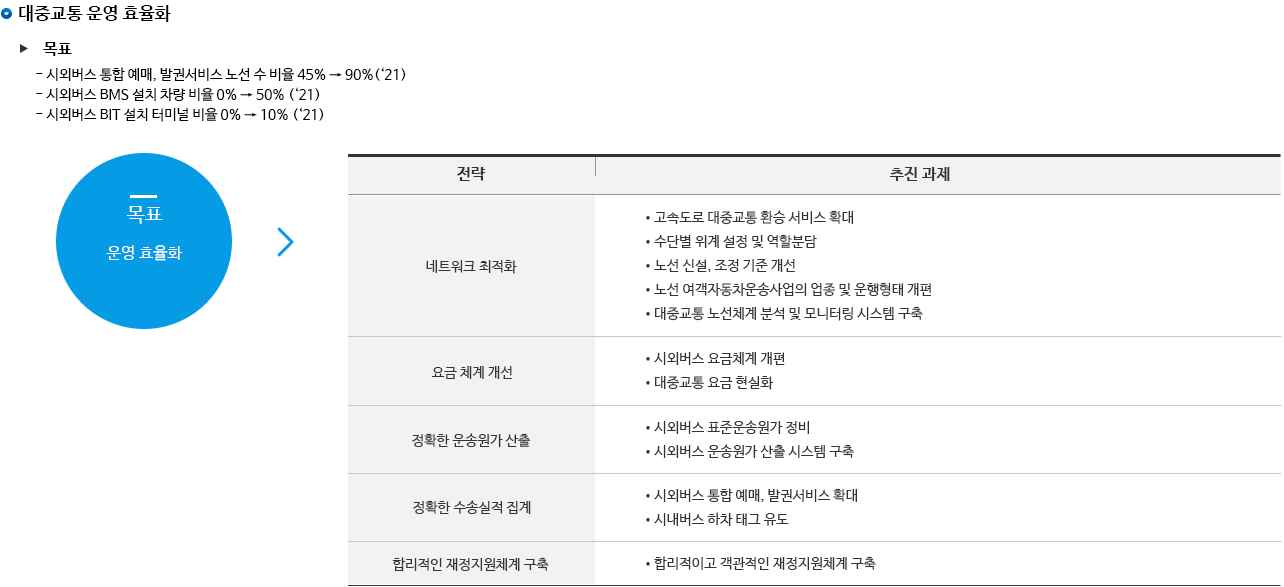 대중교통 운영 효율화
▶ 목표
- 시외버스 통합 예매, 발권서비스 노선 수 비율 45% → 90%(‘21)
- 시외버스 BMS 설치 차량 비율 0% → 50% (‘21)
- 시외버스 BIT 설치 터미널 비율 0% → 10% (‘21)
목표
운영 효율화
전략 추진 과제
네트워크 최적화
• 고속도로 대중교통 환승 서비스 확대
• 수단별 위계 설정 및 역할분담
• 노선 신설, 조정 기준 개선
• 노선 여객자동차운송사업의 업종 및 운행형태 개편
• 대중교통 노선체계 분석 및 모니터링 시스템 구축
요금 체계 개선
• 시외버스 요금체계 개편
• 대중교통 요금 현실화
정확한 운송원가 산출
• 시외버스 표준운송원가 정비
• 시외버스 운송원가 산출 시스템 구축
정확한 수송실적 집계
• 시외버스 통합 예매, 발권서비스 확대
• 시내버스 하차 태그 유도
합리적인 재정지원체계 구축
• 합리적이고 객관적인 재정지원체계 구축